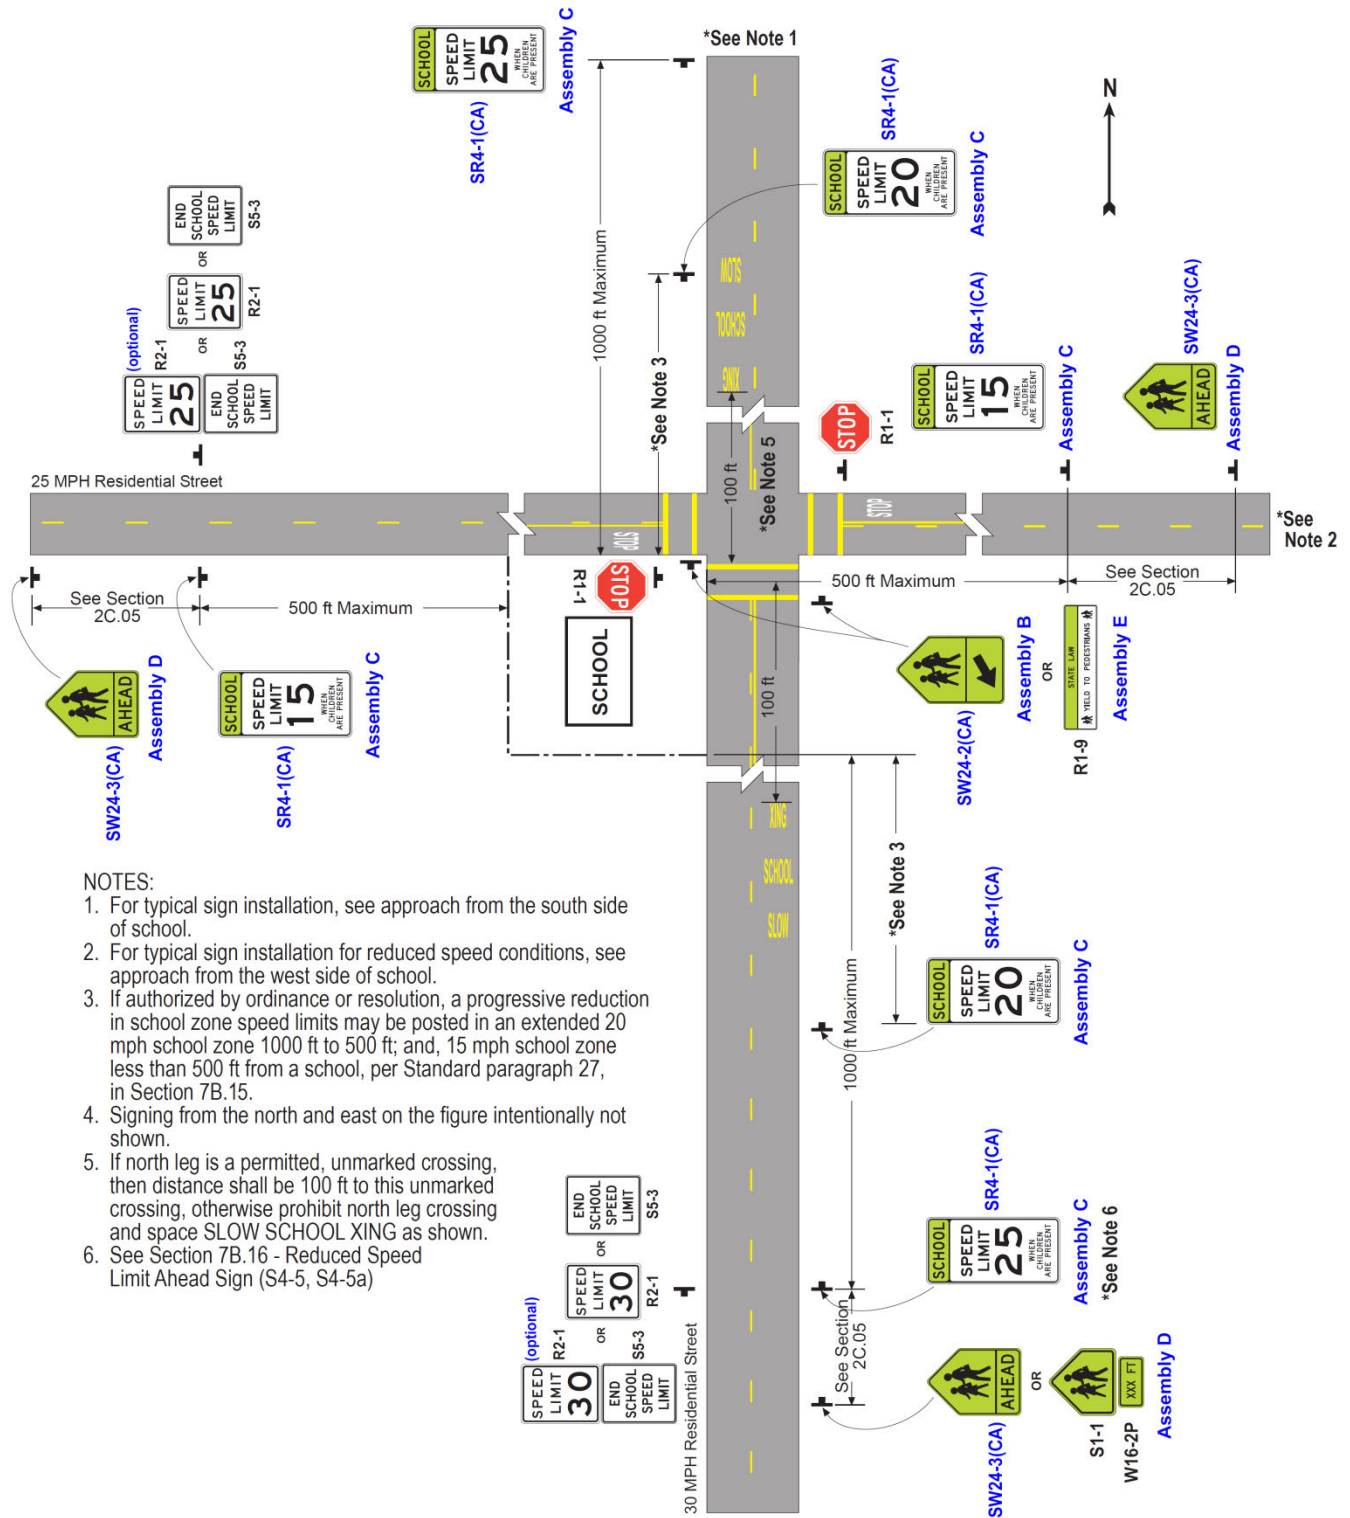 *See Note 1
SCHOOL
SPEED
LIMIT
25
WHEN
CHILDREN
ARE PRESENT
SR4-1(CA)
Assembly C
1000 ft Maximum
N
SR4-1(CA)
SCHOOL
SPEED
LIMIT
20
WHEN
CHILDREN
ARE PRESENT
Assembly C
END
SCHOOL
SPEED
LIMIT
S5-3
OR
SPEED
LIMIT
25
R2-1
OR
(optional)
R2-1
SPEED
LIMIT
25
END
SCHOOL
SPEED
LIMIT
S5-3
*See Note 3
SLOW
SCHOOL
XING
100 ft
*See Note 5
STOP
R1-1
SR4-1(CA)
SCHOOL
SPEED
LIMIT
15
WHEN
CHILDREN
ARE PRESENT
Assembly C
SW24-3(CA)
AHEAD
Assembly D
25 MPH Residential Street
STOP
STOP
*See
Note 2
See Section
2C.05
500 ft Maximum
R1-1
STOP
500 ft Maximum
See Section
2C.05
SCHOOL
AHEAD
SW24-3(CA)
Assembly D
SCHOOL
SPEED
LIMIT
15
WHEN
CHILDREN
ARE PRESENT
SR4-1(CA)
Assembly C
100 ft
SW24-2(CA)
Assembly B
OR
STATE LAW
YIELD TO PEDESTRIANS
R1-9
Assembly E
XING
SCHOOL
SLOW
*See Note 3
1000 ft Maximum
SR4-1(CA)
SCHOOL
SPEED
LIMIT
20
WHEN
CHILDREN
ARE PRESENT
Assembly C
NOTES:
1. For typical sign installation, see approach from the south side
of school.
2. For typical sign installation for reduced speed conditions, see
approach from the west side of school.
3. If authorized by ordinance or resolution, a progressive reduction
in school zone speed limits may be posted in an extended 20
mph school zone 1000 ft to 500 ft; and, 15 mph school zone
less than 500 ft from a school, per Standard paragraph 27,
in Section 7B.15.
4. Signing from the north and east on the figure intentionally not
shown.
5. If north leg is a permitted, unmarked crossing,
then distance shall be 100 ft to this unmarked
crossing, otherwise prohibit north leg crossing
and space SLOW SCHOOL XING as shown.
6. See Section 7B.16 - Reduced Speed
Limit Ahead Sign (S4-5, S4-5a)
END
SCHOOL
SPEED
LIMIT
S5-3
OR
SPEED
LIMIT
30
R2-1
OR
(optional)
R2-1
SPEED
LIMIT
30
END
SCHOOL
SPEED
LIMIT
S5-3
30 MPH Residential Street
See Section
2C.05
SR4-1(CA)
SCHOOL
SPEED
LIMIT
25
WHEN
CHILDREN
ARE PRESENT
Assembly C
*See Note 6
AHEAD
SW24-3(CA)
OR
XXX FT
S1-1
W16-2P
Assembly D